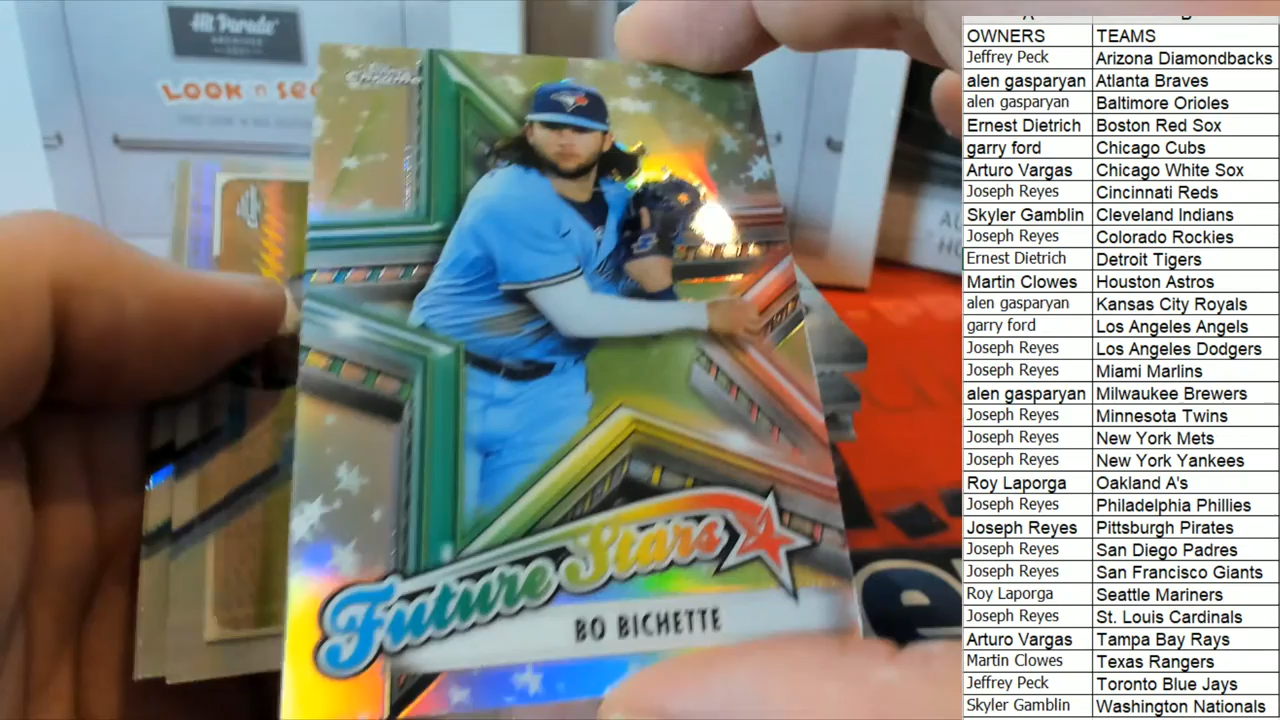 Hit Parade
ARCHIVES
2021
LOOK n SEE
Topps
Chrome
Future Stars
BO BICHETTE
A B
OWNERS TEAMS
Jeffrey Peck Arizona Diamondbacks
alen gasparyan Atlanta Braves
alen gasparyan Baltimore Orioles
Ernest Dietrich Boston Red Sox
garry ford Chicago Cubs
Arturo Vargas Chicago White Sox
Joseph Reyes Cincinnati Reds
Skyler Gamblin Cleveland Indians
Joseph Reyes Colorado Rockies
Ernest Dietrich Detroit Tigers
Martin Clowes Houston Astros
alen gasparyan Kansas City Royals
garry ford Los Angeles Angels
Joseph Reyes Los Angeles Dodgers
Joseph Reyes Miami Marlins
alen gasparyan Milwaukee Brewers
Joseph Reyes Minnesota Twins
Joseph Reyes New York Mets
Joseph Reyes New York Yankees
Roy Laporga Oakland A's
Joseph Reyes Philadelphia Phillies
Joseph Reyes Pittsburgh Pirates
Joseph Reyes San Diego Padres
Joseph Reyes San Francisco Giants
Roy Laporga Seattle Mariners
Joseph Reyes St. Louis Cardinals
Arturo Vargas Tampa Bay Rays
Martin Clowes Texas Rangers
Jeffrey Peck Toronto Blue Jays
Skyler Gamblin Washington Nationals